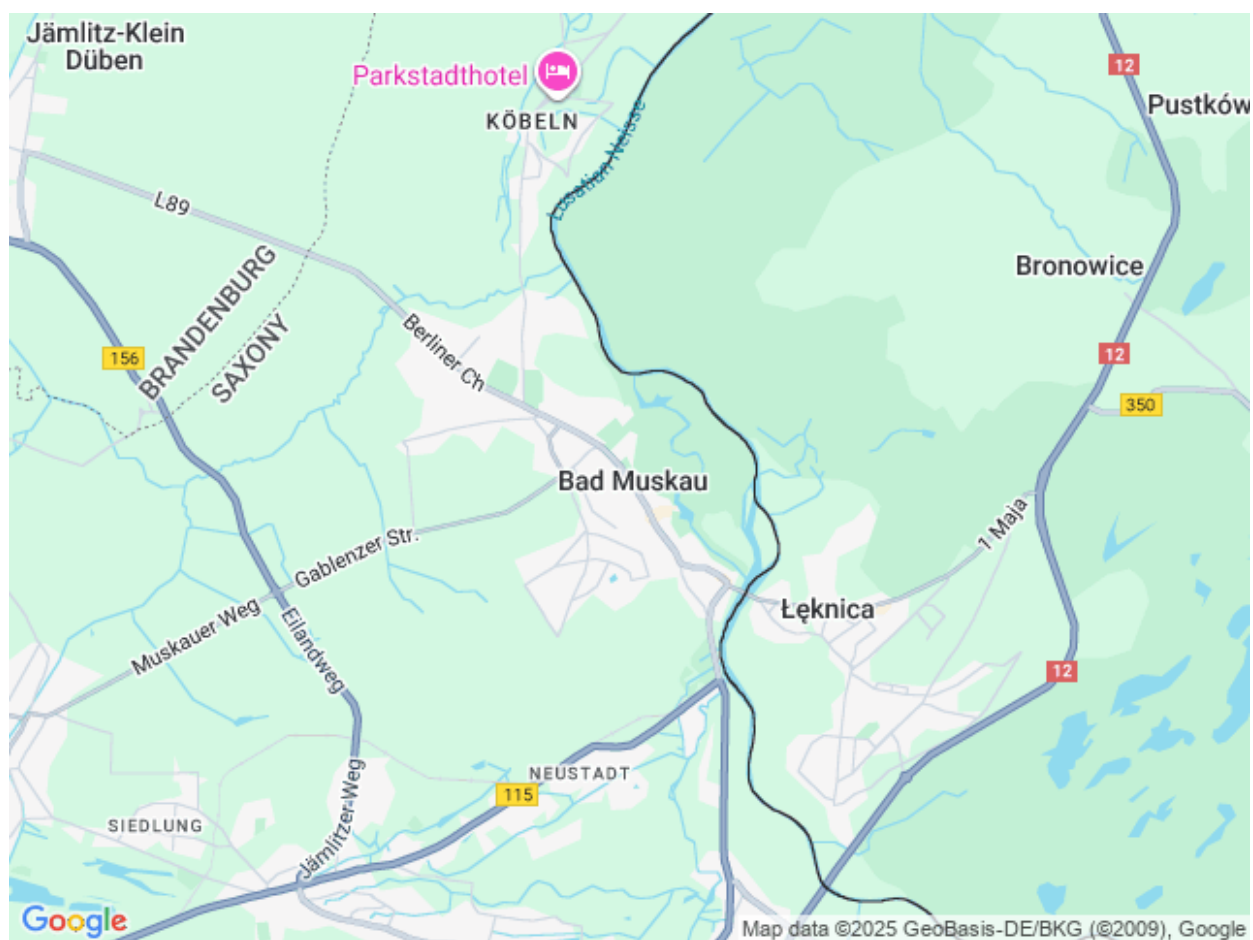 Jämlitz-Klein
Düben
Parkstadthotel
KÖBELN
12
Pustków
Lusatian Neisse
L89
BRANDENBURG
SAXONY
Bronowice
156
Berliner Ch
12
350
Bad Muskau
1 Maja
Gablenzer Str.
Muskauer Weg
Eilandweg
Łęknica
12
NEUSTADT
115
SIEDLUNG
Jämlitzer-Weg
Google
Map data ©2025 GeoBasis-DE/BKG (©2009), Google